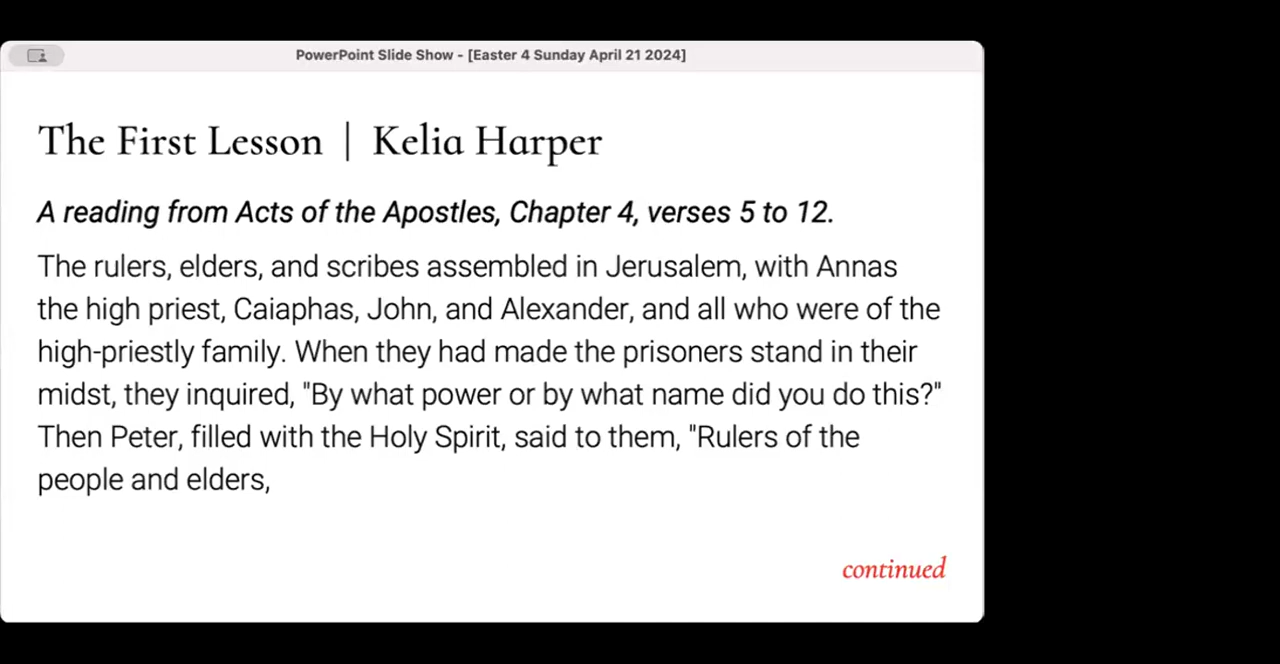 PowerPoint Slide Show - [Easter 4 Sunday April 21 2024]
The First Lesson | Kelia Harper
A reading from Acts of the Apostles, Chapter 4, verses 5 to 12.
The rulers, elders, and scribes assembled in Jerusalem, with Annas
the high priest, Caiaphas, John, and Alexander, and all who were of the
high-priestly family. When they had made the prisoners stand in their
midst, they inquired, "By what power or by what name did you do this?"
Then Peter, filled with the Holy Spirit, said to them, "Rulers of the
people and elders,
continued